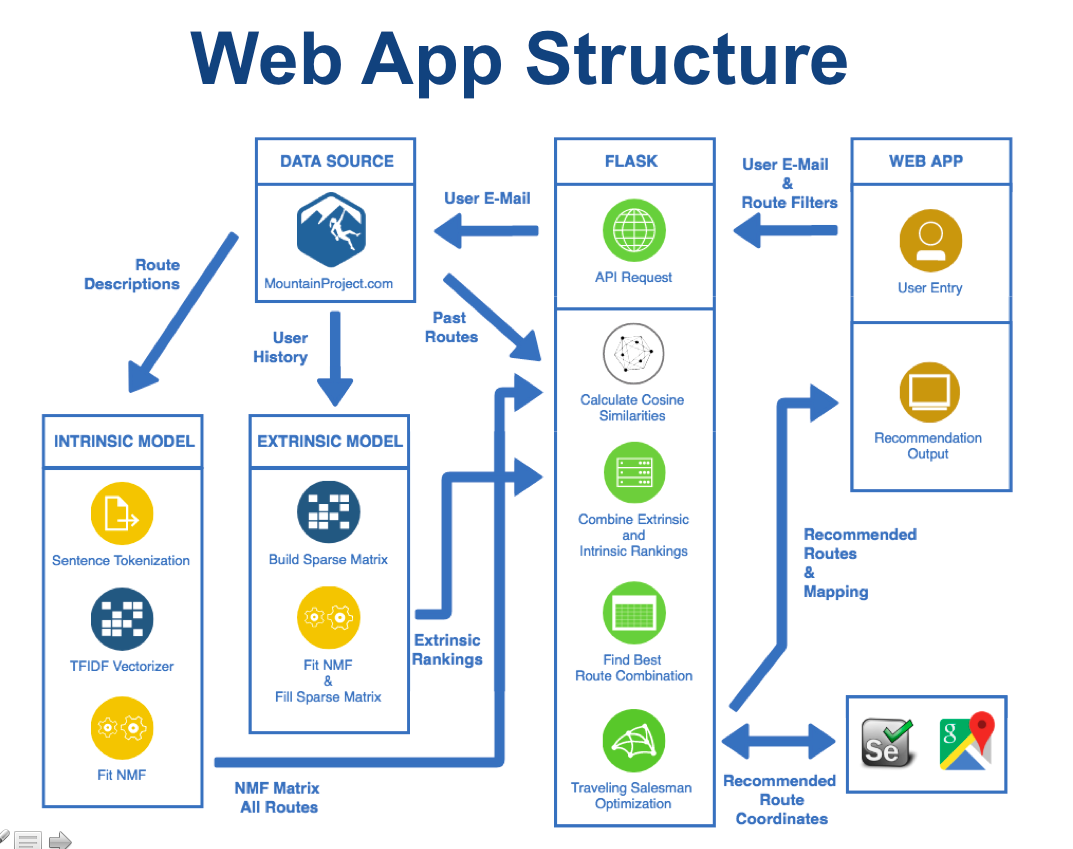 Web App Structure
DATA SOURCE
MountainProject.com
User E-Mail
FLASK
API Request
User E-Mail
&
Route Filters
WEB APP
User Entry
Route
Descriptions
User
History
Past
Routes
Calculate Cosine
Similarities
Recommendation
Output
INTRINSIC MODEL
Sentence Tokenization
TFIDF Vectorizer
Fit NMF
EXTRINSIC MODEL
Build Sparse Matrix
Fit NMF
&
Fill Sparse Matrix
Extrinsic
Rankings
NMF Matrix
All Routes
Combine Extrinsic
and
Intrinsic Rankings
Find Best
Route Combination
Traveling Salesman
Optimization
Recommended
Routes
&
Mapping
Se
g
Recommended
Route
Coordinates